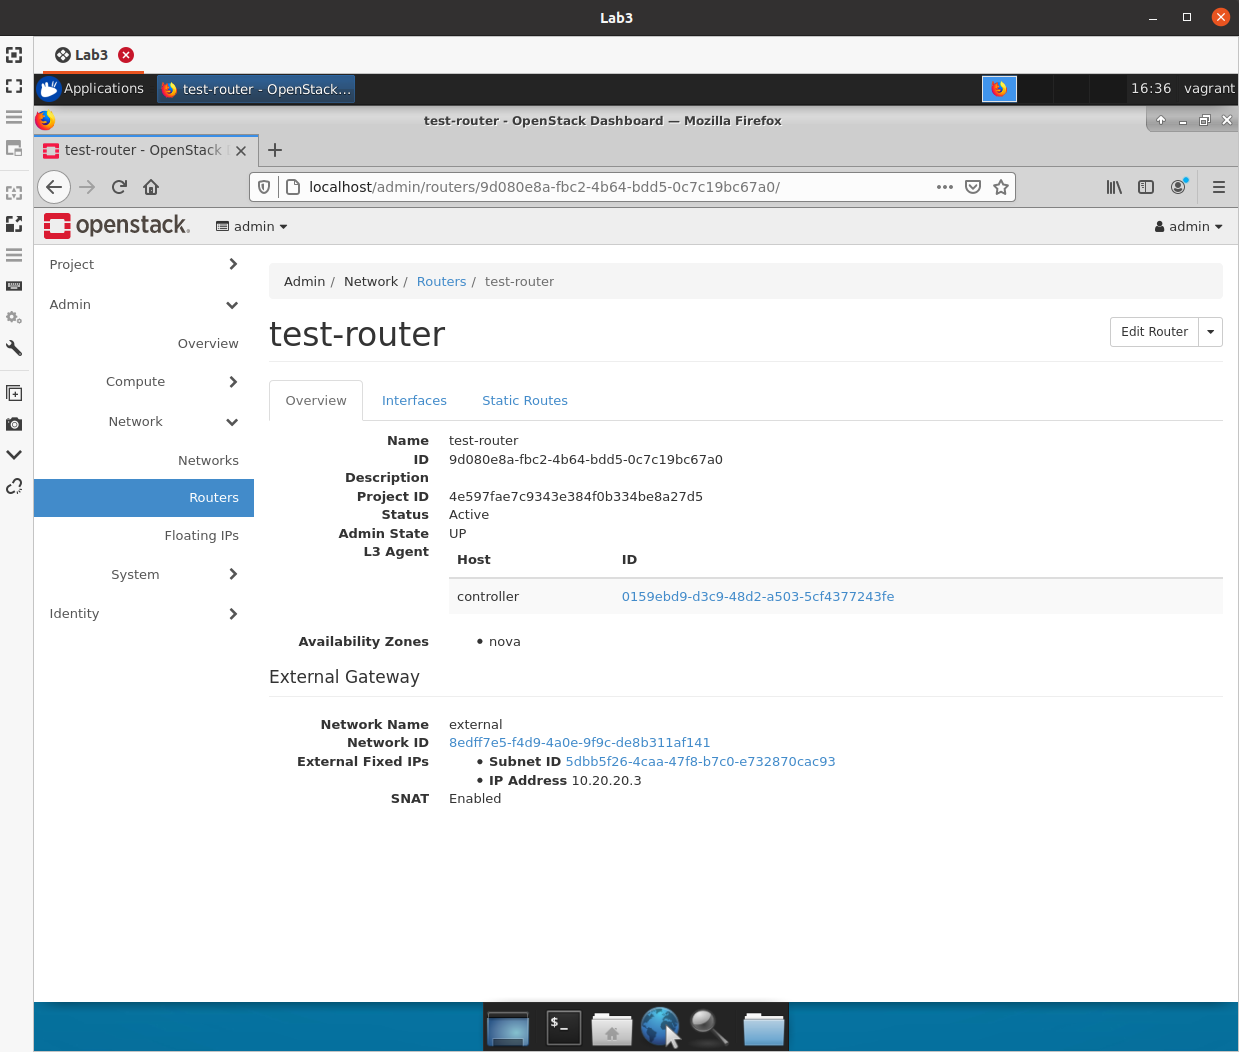 Lab3
Lab3
Applications
test-router - OpenStack...
16:36
vagrant
test-router - OpenStack Dashboard — Mozilla Firefox
test-router - OpenStack
localhost/admin/routers/9d080e8a-fbc2-4b64-bdd5-0c7c19bc67a0/
openstack.
admin
admin
Project
Admin
Overview
Compute
Network
Networks
Routers
Floating IPs
System
Identity
Admin / Network / Routers / test-router
test-router
Edit Router
Overview
Interfaces
Static Routes
Name test-router
ID 9d080e8a-fbc2-4b64-bdd5-0c7c19bc67a0
Description
Project ID 4e597fae7c9343e384f0b334be8a27d5
Status Active
Admin State UP
L3 Agent
Host ID
controller 0159ebd9-d3c9-48d2-a503-5cf4377243fe
Availability Zones • nova
External Gateway
Network Name external
Network ID 8edff7e5-f4d9-4a0e-9f9c-de8b311af141
External Fixed IPs • Subnet ID 5dbb5f26-4caa-47f8-b7c0-e732870cac93
• IP Address 10.20.20.3
SNAT Enabled
$_